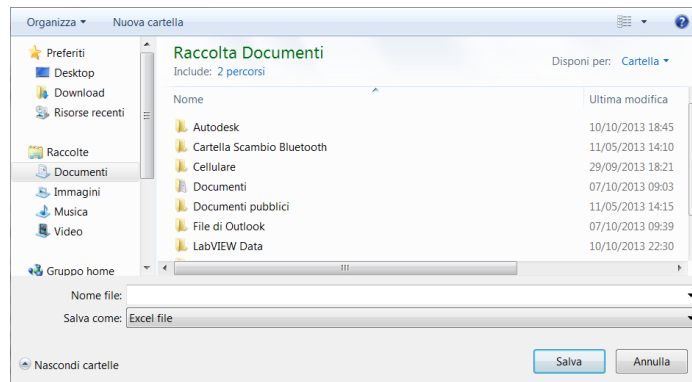 Organizza Nuova cartella
Preferiti
Desktop
Download
Risorse recenti
Raccolte
Documenti
Immagini
Musica
Video
Gruppo home
Raccolta Documenti
Include: 2 percorsi
Disponi per: Cartella
Nome Ultima modifica
Autodesk 10/10/2013 18:45
Cartella Scambio Bluetooth 11/05/2013 14:10
Cellulare 29/09/2013 18:21
Documenti 07/10/2013 09:03
Documenti pubblici 11/05/2013 14:15
File di Outlook 07/10/2013 09:39
LabVIEW Data 10/10/2013 22:30
Nome file:
Salva come: Excel file
Nascondi cartelle Salva Annulla